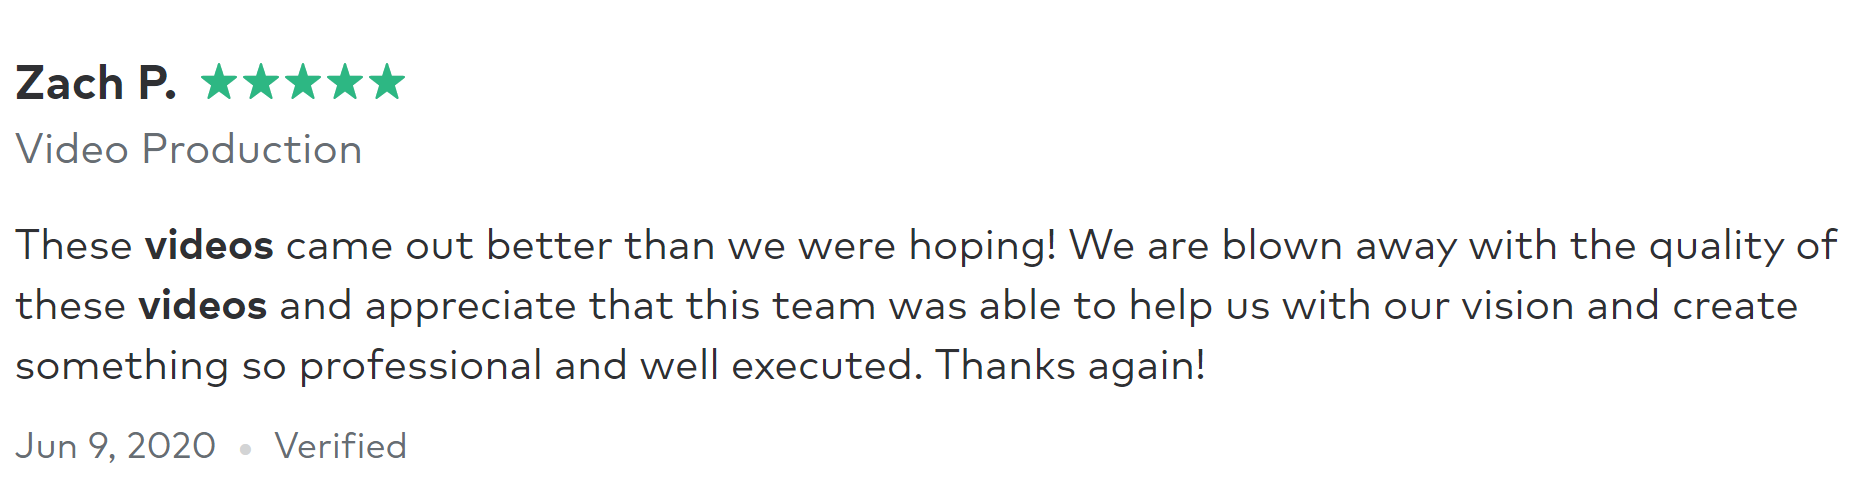 Zach P.
Video Production
These videos came out better than we were hoping! We are blown away with the quality of
these videos and appreciate that this team was able to help us with our vision and create
something so professional and well executed. Thanks again!
Jun 9, 2020 • Verified